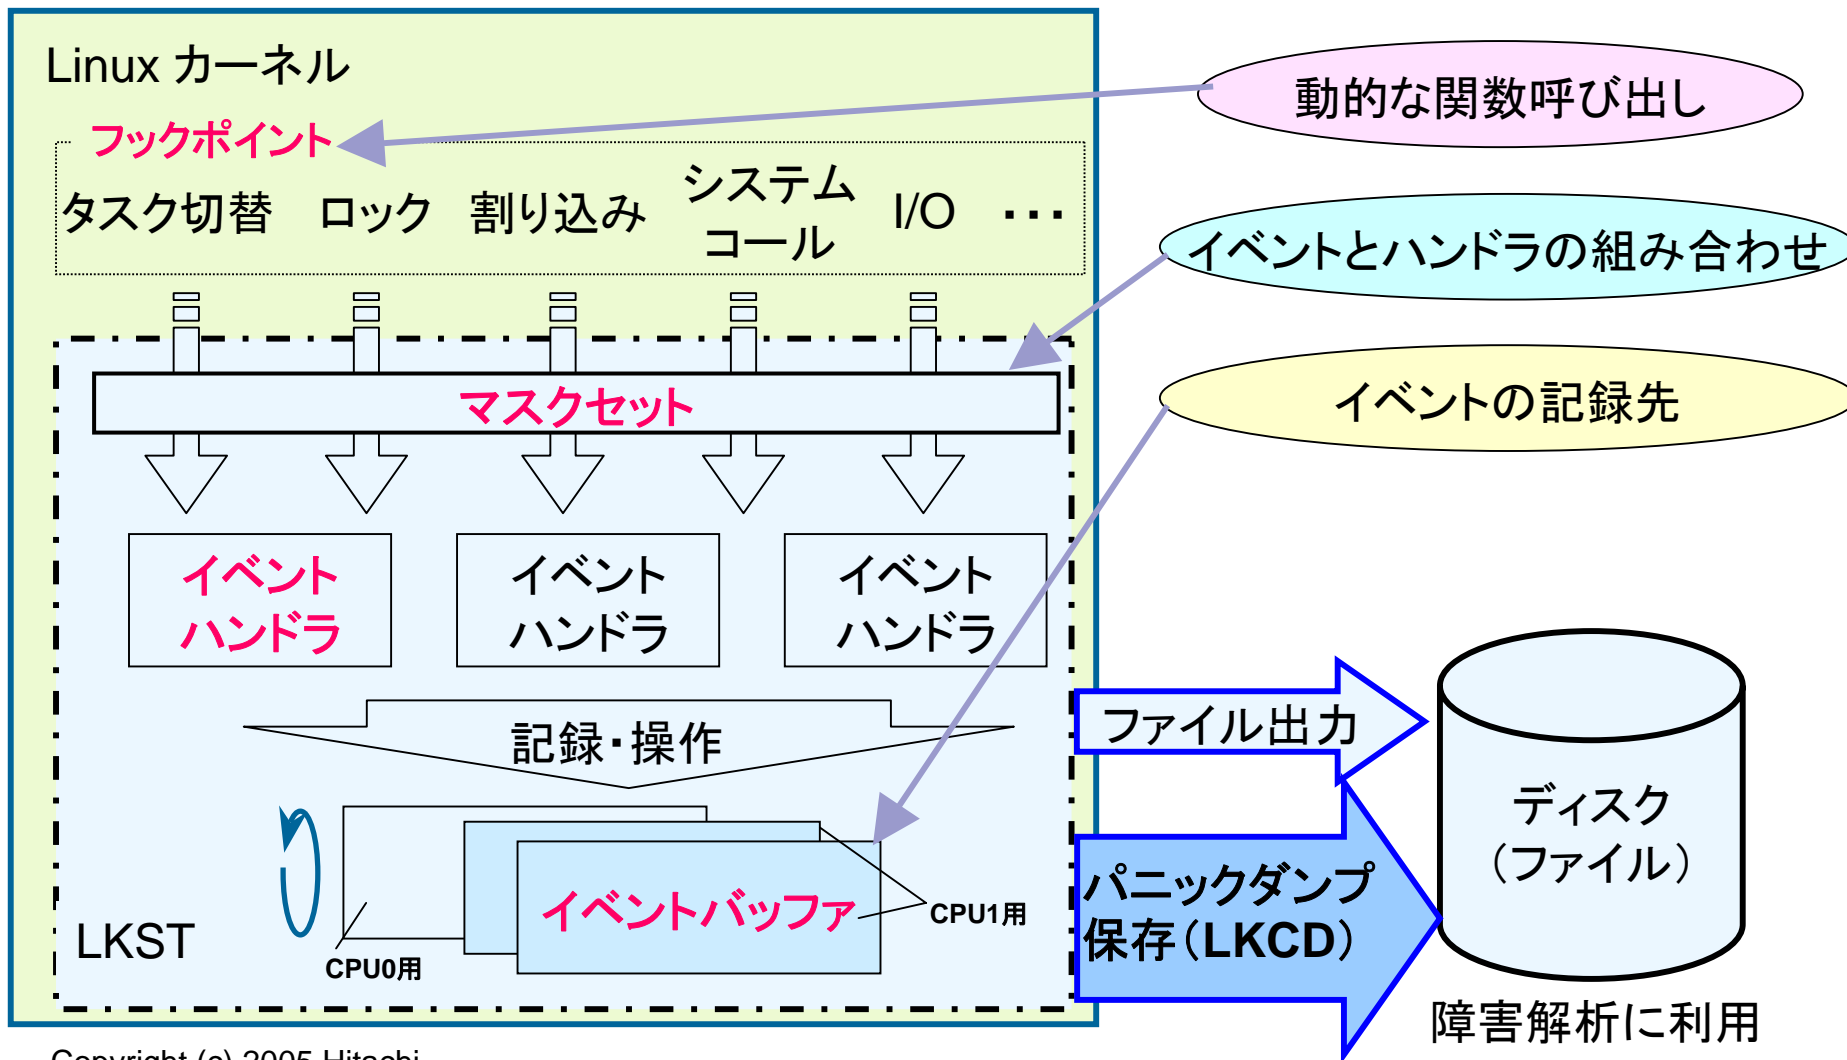 Linux カーネル
動的な関数呼び出し
フックポイント
タスク切替
ロック
割り込み
システム
コール
I/O
・・・
イベントとハンドラの組み合わせ
マスクセット
イベントの記録先
イベント
ハンドラ
イベント
ハンドラ
イベント
ハンドラ
記録・操作
ファイル出力
ディスク
（ファイル）
イベントバッファ
CPU1用
CPU0用
LKST
パニックダンプ
保存（LKCD）
障害解析に利用
Copyright (c) 2005 Hitachi